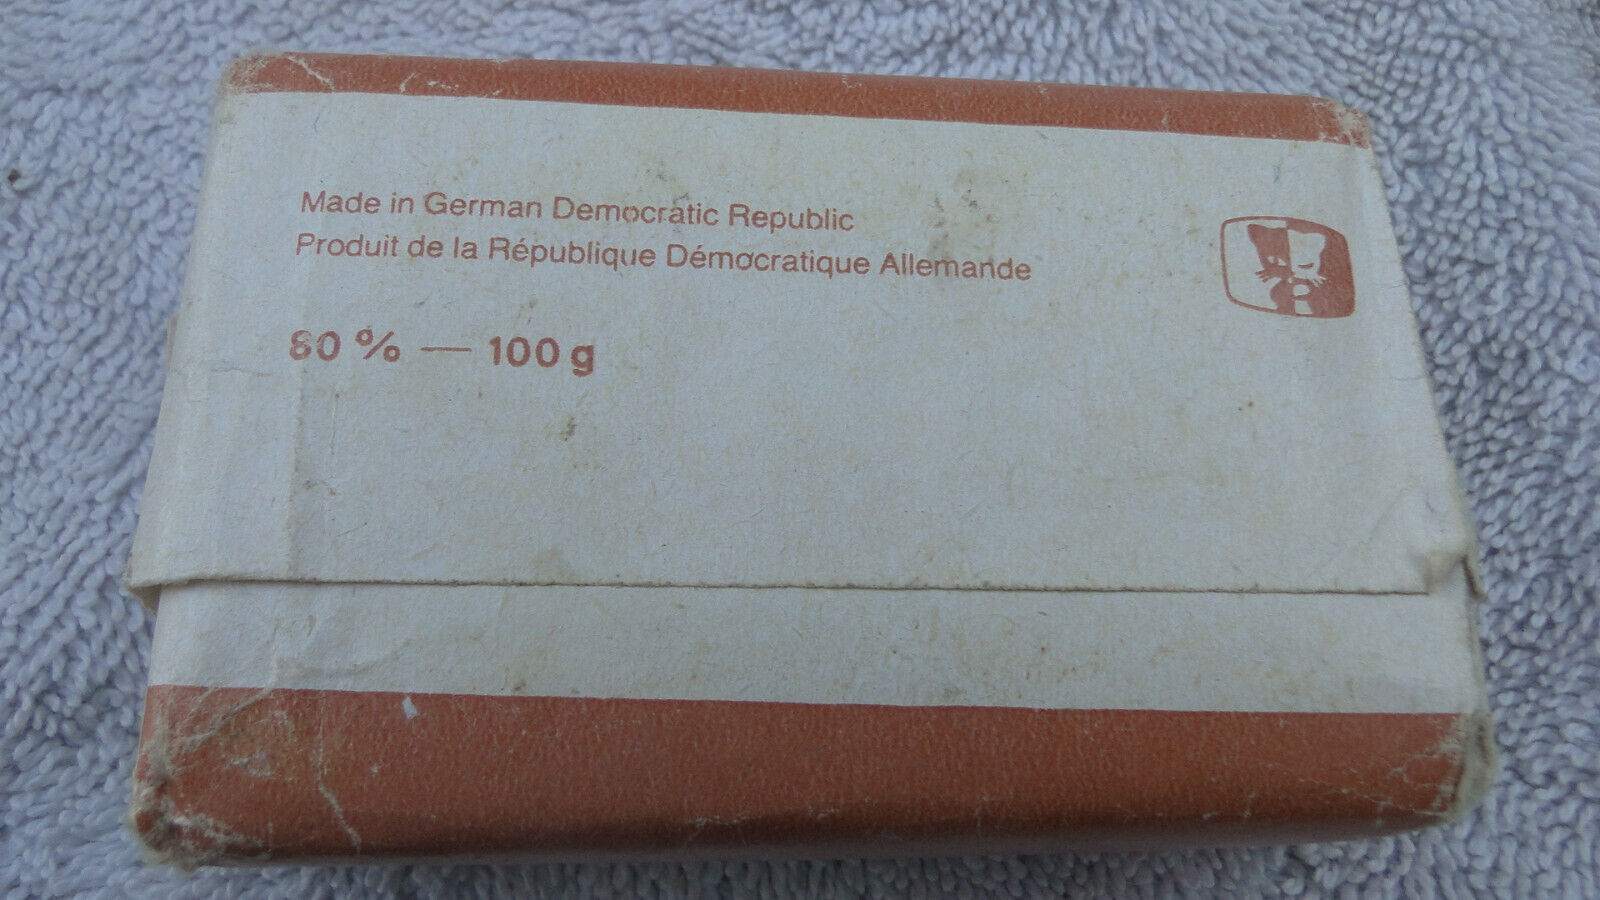 Made in German Democratic Republic
Produit de la République Démocratique Allemande
80 % — 100 g